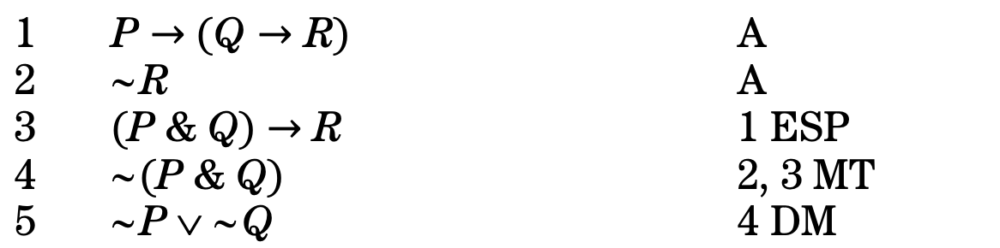 1 P → (Q → R) A
2 ~R A
3 (P & Q) → R 1 ESP
4 ~(P & Q) 2, 3 MT
5 ~P ∨ ~Q 4 DM